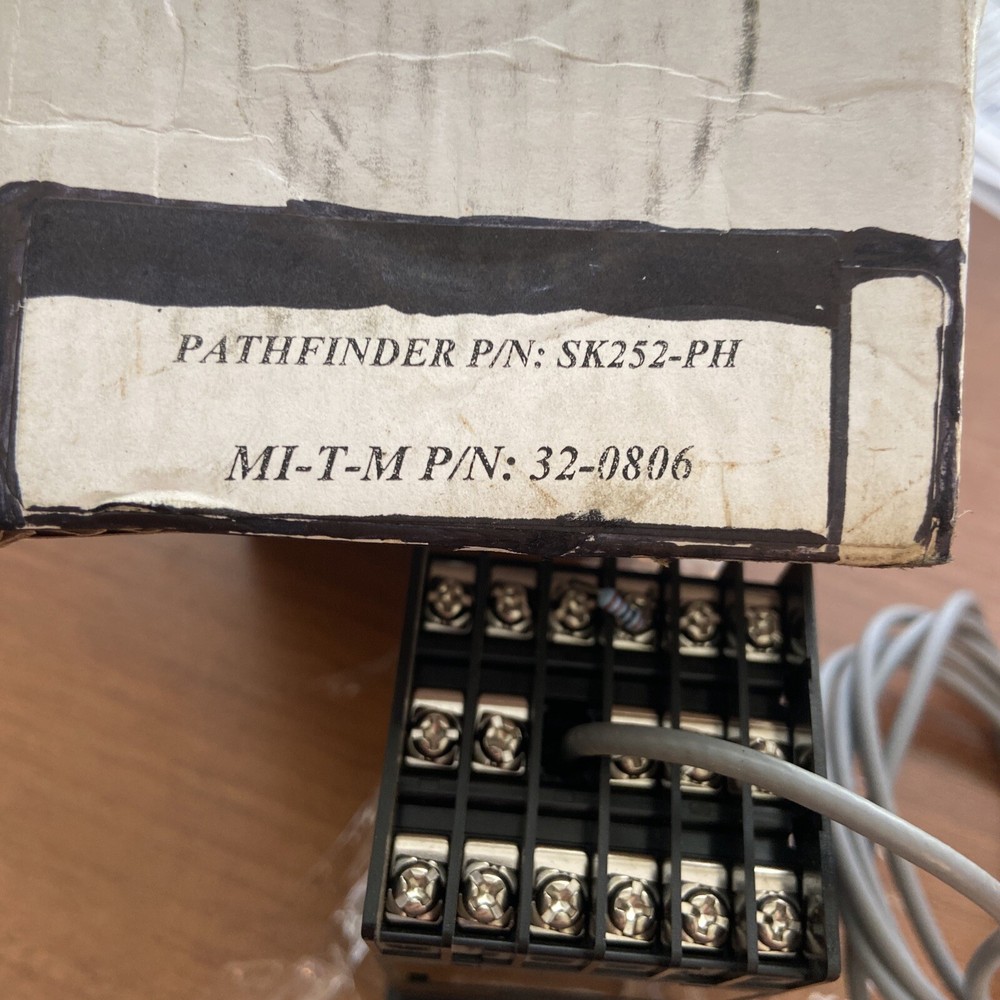 PATHFINDER P/N: SK252-PH
MI-T-M P/N: 32-0806